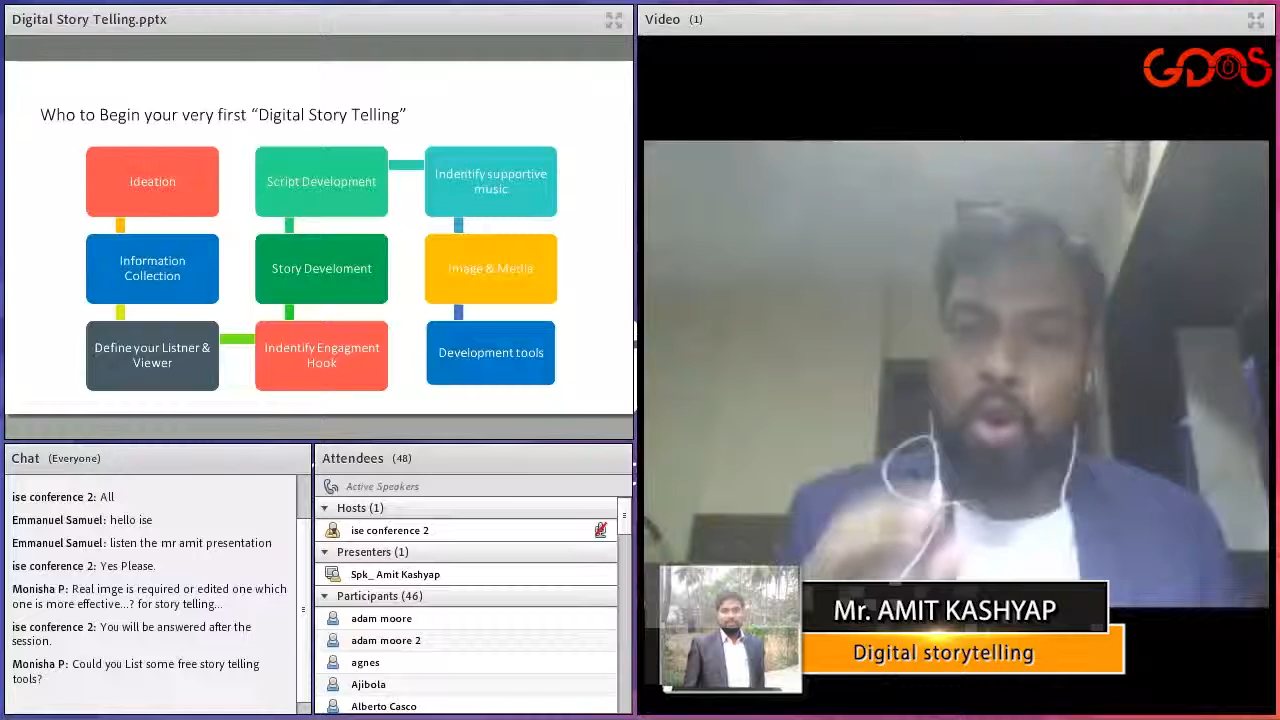 Digital Story Telling.pptx
Who to Begin your very first “Digital Story Telling”
Ideation
Script Development
Indentify supportive
music
Information
Collection
Story Develoment
Image & Media
Define your Listner &
Viewer
Indentify Engagment
Hook
Development tools
Chat (Everyone)
ise conference 2: All
Emmanuel Samuel: hello ise
Emmanuel Samuel: listen the mr amit presentation
ise conference 2: Yes Please.
Monisha P: Real imge is required or edited one which
one is more effective...? for story telling...
ise conference 2: You will be answered after the
session.
Monisha P: Could you List some free story telling
tools?
Attendees (48)
Active Speakers
Hosts (1)
ise conference 2
Presenters (1)
Spk_ Amit Kashyap
Participants (46)
adam moore
adam moore 2
agnes
Ajibola
Alberto Casco
Video (1)
GDOS
Mr. AMIT KASHYAP
Digital storytelling